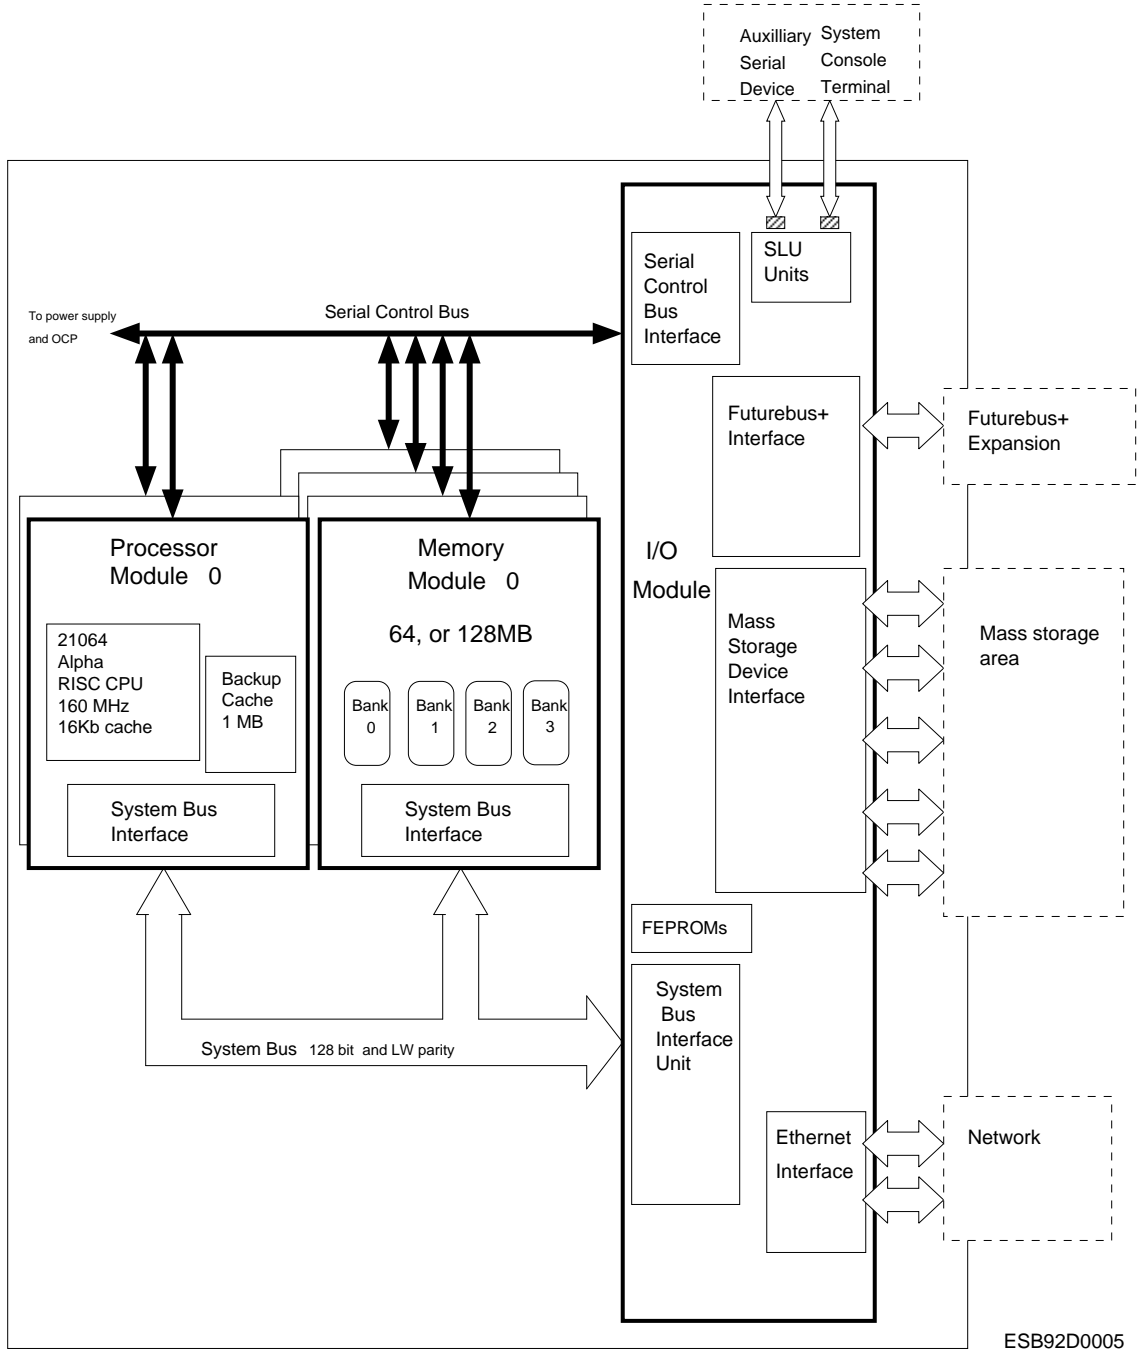 Auxilliary
Serial
Device
System
Console
Terminal
Serial
Control
Bus
Interface
SLU
Units
To power supply
and OCP
Serial Control Bus
Futurebus+
Interface
Futurebus+
Expansion
I/O
Module
Processor
Module 0
21064
Alpha
RISC CPU
160 MHz
16Kb cache
Backup
Cache
1 MB
System Bus
Interface
Memory
Module 0
64, or 128MB
Bank
0
Bank
1
Bank
2
Bank
3
System Bus
Interface
Mass
Storage
Device
Interface
Mass storage
area
FEPROMs
System
Bus
Interface
Unit
System Bus 128 bit and LW parity
Ethernet
Interface
Network
ESB92D0005